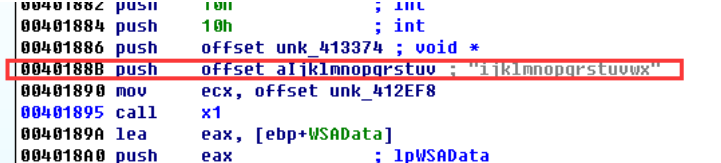 00401882 push 10h ; int
00401884 push 10h ; int
00401886 push offset unk_413374 ; void *
0040188B push offset aIjklmnopqrstuv ; "ijklmnopqrstuvwx"
00401890 mov ecx, offset unk_412EF8
00401895 call x1
0040189A lea eax, [ebp+WSAData]
004018A0 push eax ; lpWSAData